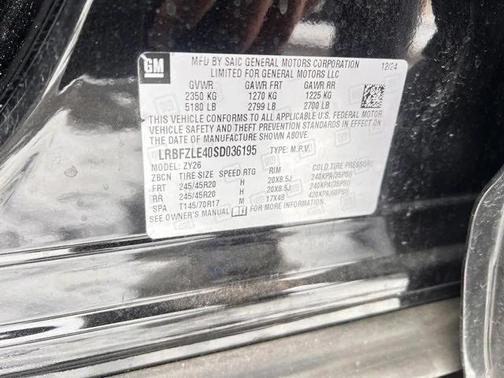 GM
MFD BY SAIC GENERAL MOTORS CORPORATION 12/24
LIMITED FOR GENERAL MOTORS LLC
GVWR GAWR FRT GAWR RR
2350 KG 1270 KG 1225 KG
5180 LB 2799 LB 2700 LB
THIS VEHICLE CONFORMS TO ALL APPLICABLE U.S. FEDERAL MOTOR
VEHICLE SAFETY AND THEFT PREVENTION STANDARDS IN EFFECT ON
THE DATE OF MANUFACTURE SHOWN ABOVE.
LRBFZLE40SD036195 TYPE: M.P.V.
MODEL: ZY26
ZBCN TIRE SIZE SPEED RTG RIM COLD TIRE PRESSURE
FRT 245/45R20 H 20X8.5J 240KPA(35PSI)
RR 245/45R20 H 20X8.5J 240KPA(35PSI)
SPA T145/70R17 M 17X4B 420KPA(60PSI)
SEE OWNER'S MANUAL FOR MORE INFORMATION.